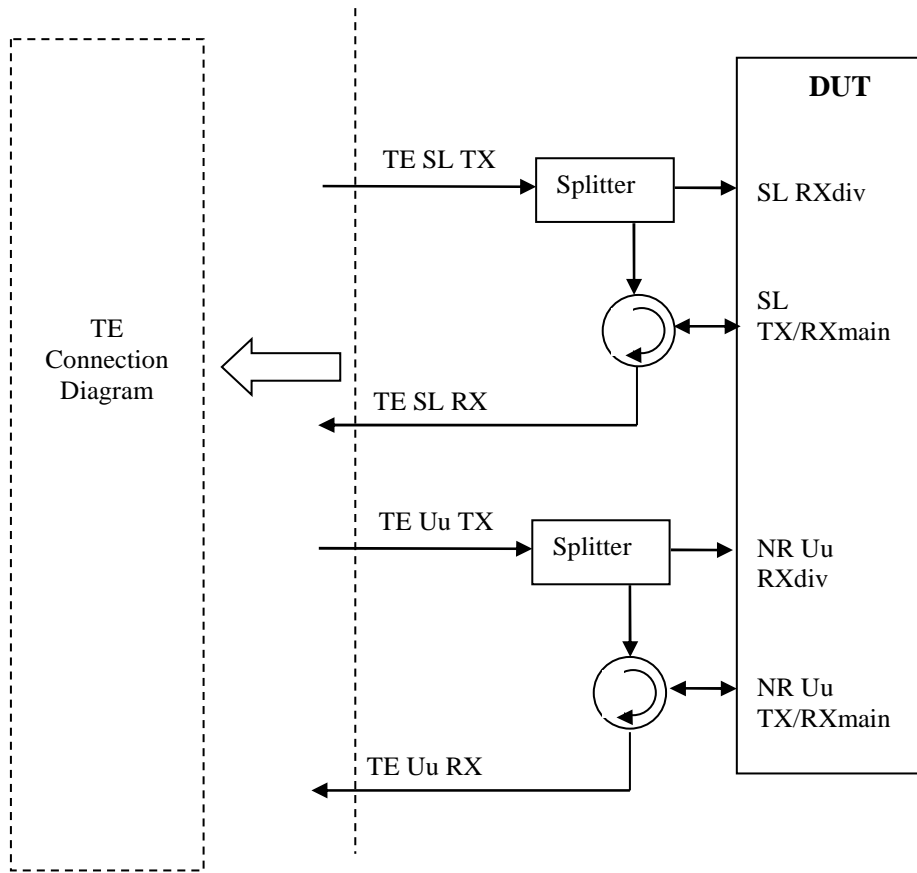 TE
Connection
Diagram
TE SL TX
Splitter
TE SL RX
TE Uu TX
Splitter
TE Uu RX
DUT
SL RXdiv
SL
TX/RXmain
NR Uu
RXdiv
NR Uu
TX/RXmain